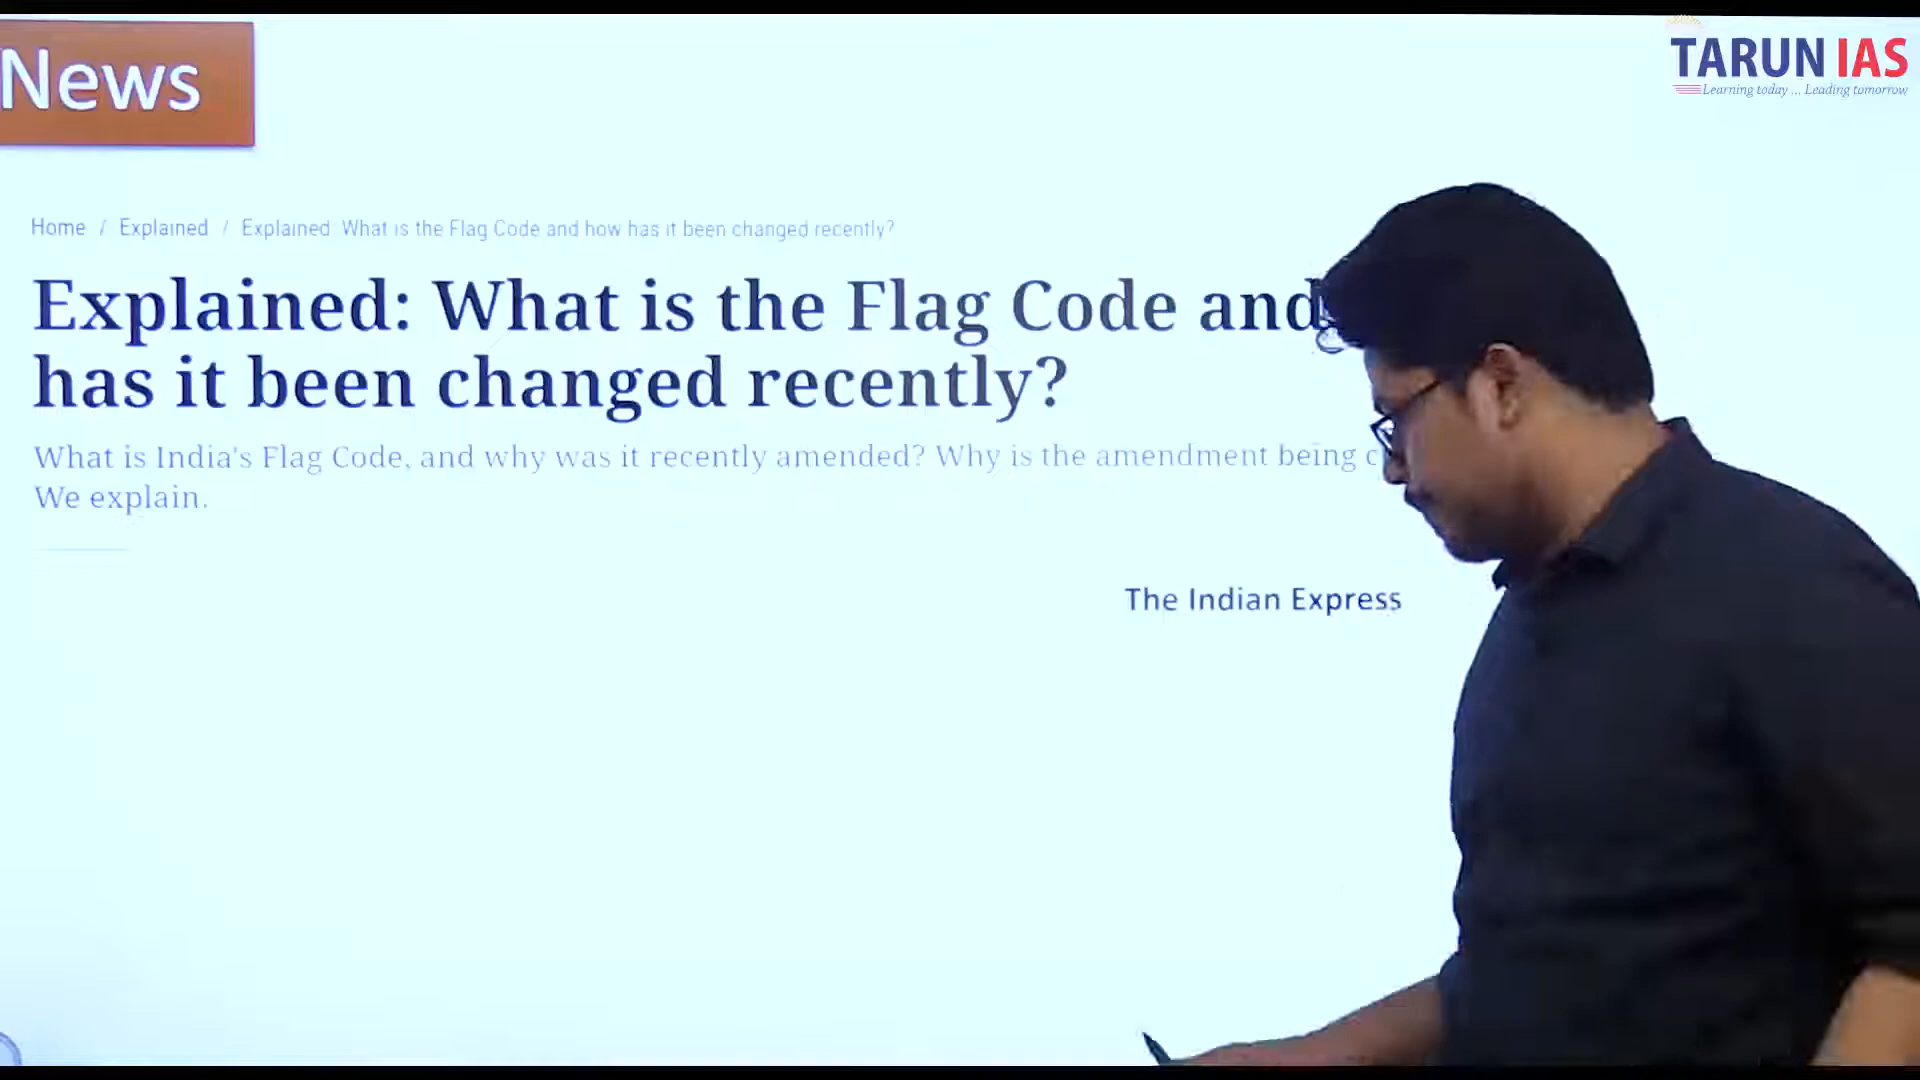 News
TARUN IAS
Learning today ... Leading tomorrow
Home / Explained / Explained: What is the Flag Code and how has it been changed recently?
Explained: What is the Flag Code and
has it been changed recently?
What is India's Flag Code, and why was it recently amended? Why is the amendment being
We explain.
The Indian Express